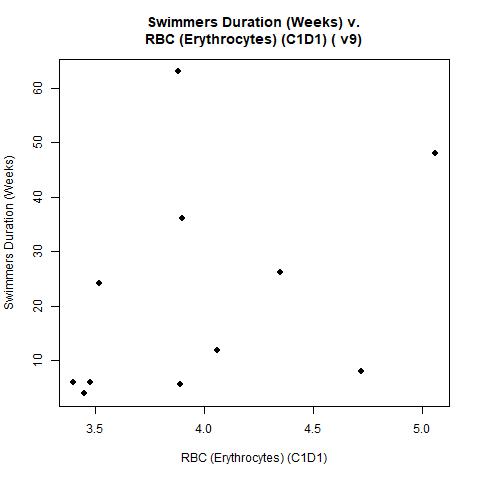 Swimmers Duration (Weeks) v.
RBC (Erythrocytes) (C1D1) ( v9)
Swimmers Duration (Weeks)
60
50
40
30
20
10
3.5 4.0 4.5 5.0
RBC (Erythrocytes) (C1D1)